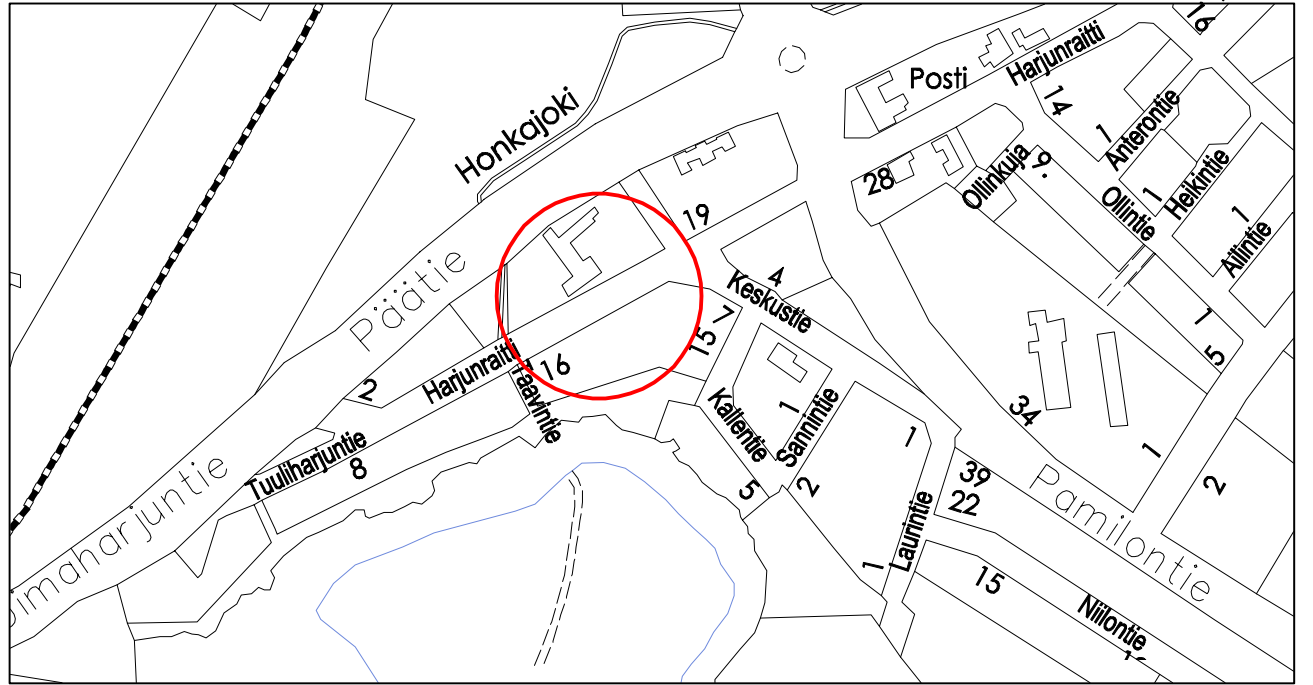 16
Harjunraitti
Posti
14
1
Anterontie
Honkajoki
9.
Ollinkuja
28
1
Heikintie
Ollintie
19
1
Ailintie
Päätie
4
Keskustie
7
15
1
5
16
Harjunraitti
2
Taavintie
1
Sannintie
Kallentie
34
1
1
Tuuliharjuntie
8
39
22
2
5
2
Pamilontie
Laurintie
1
15
Niilontie
imaharjuntie